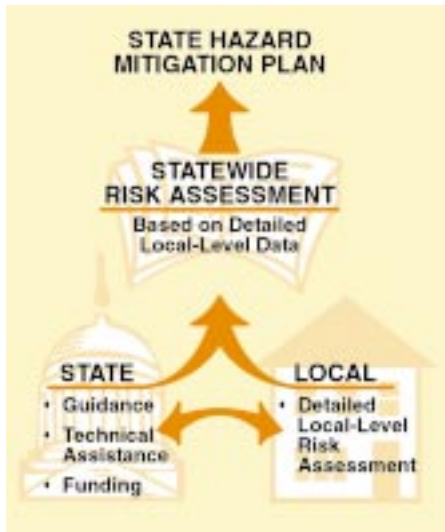 STATE HAZARD
MITIGATION PLAN
STATEWIDE
RISK ASSESSMENT
Based on Detailed
Local-Level Data
STATE
• Guidance
• Technical
Assistance
• Funding
LOCAL
• Detailed
Local-Level
Risk
Assessment